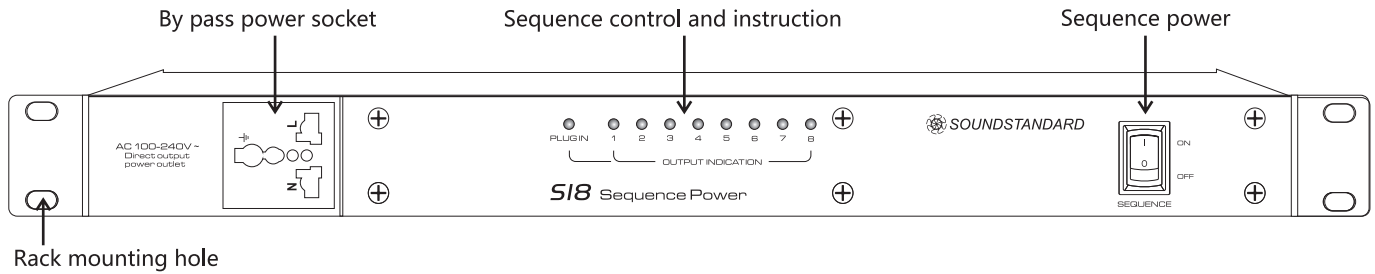 By pass power socket
Sequence control and instruction
Sequence power
AC 100-240V ~
Direct output
power outlet
L
N
PLUG IN 1 2 3 4 5 6 7 8
OUTPUT INDICATION
S18 Sequence Power
SOUNDSTANDARD
I
0
ON
OFF
SEQUENCE
Rack mounting hole